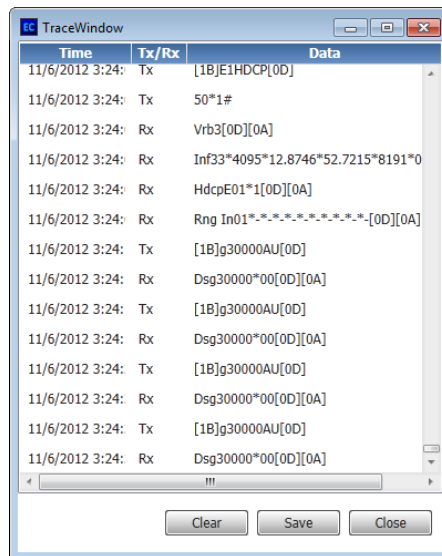 EC TraceWindow
Time Tx/Rx Data
11/6/2012 3:24: Tx [1B]E1HDCP[0D]
11/6/2012 3:24: Tx 50*1#
11/6/2012 3:24: Rx Vrb3[0D][0A]
11/6/2012 3:24: Rx Inf33*4095*12.8746*52.7215*8191*0
11/6/2012 3:24: Rx HdcpE01*1[0D][0A]
11/6/2012 3:24: Rx Rng In01*-*-*-*-*-*-*-*-*-*-[0D][0A]
11/6/2012 3:24: Tx [1B]g30000AU[0D]
11/6/2012 3:24: Rx Dsg30000*00[0D][0A]
11/6/2012 3:24: Tx [1B]g30000AU[0D]
11/6/2012 3:24: Rx Dsg30000*00[0D][0A]
11/6/2012 3:24: Tx [1B]g30000AU[0D]
11/6/2012 3:24: Rx Dsg30000*00[0D][0A]
11/6/2012 3:24: Tx [1B]g30000AU[0D]
11/6/2012 3:24: Rx Dsg30000*00[0D][0A]
Clear Save Close